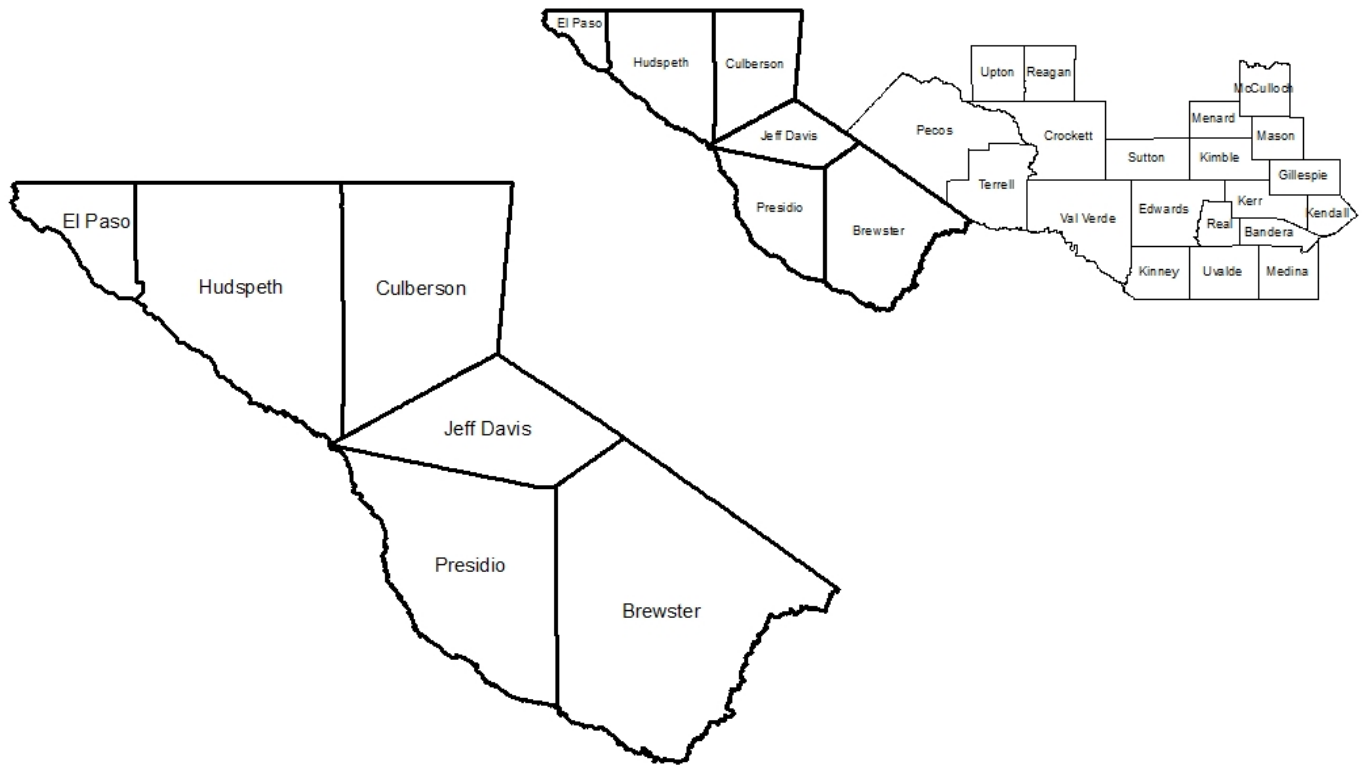 El Paso
Hudspeth
Culberson
Upton
Reagan
McCulloch
Menard
Pecos
Crockett
Mason
Jeff Davis
Sutton
Kimble
Gillespie
Terrell
Presidio
Val Verde
Edwards
Kerr
Real
Kendall
Brewster
Bandera
Kinney
Uvalde
Medina
El Paso
Hudspeth
Culberson
Jeff Davis
Presidio
Brewster